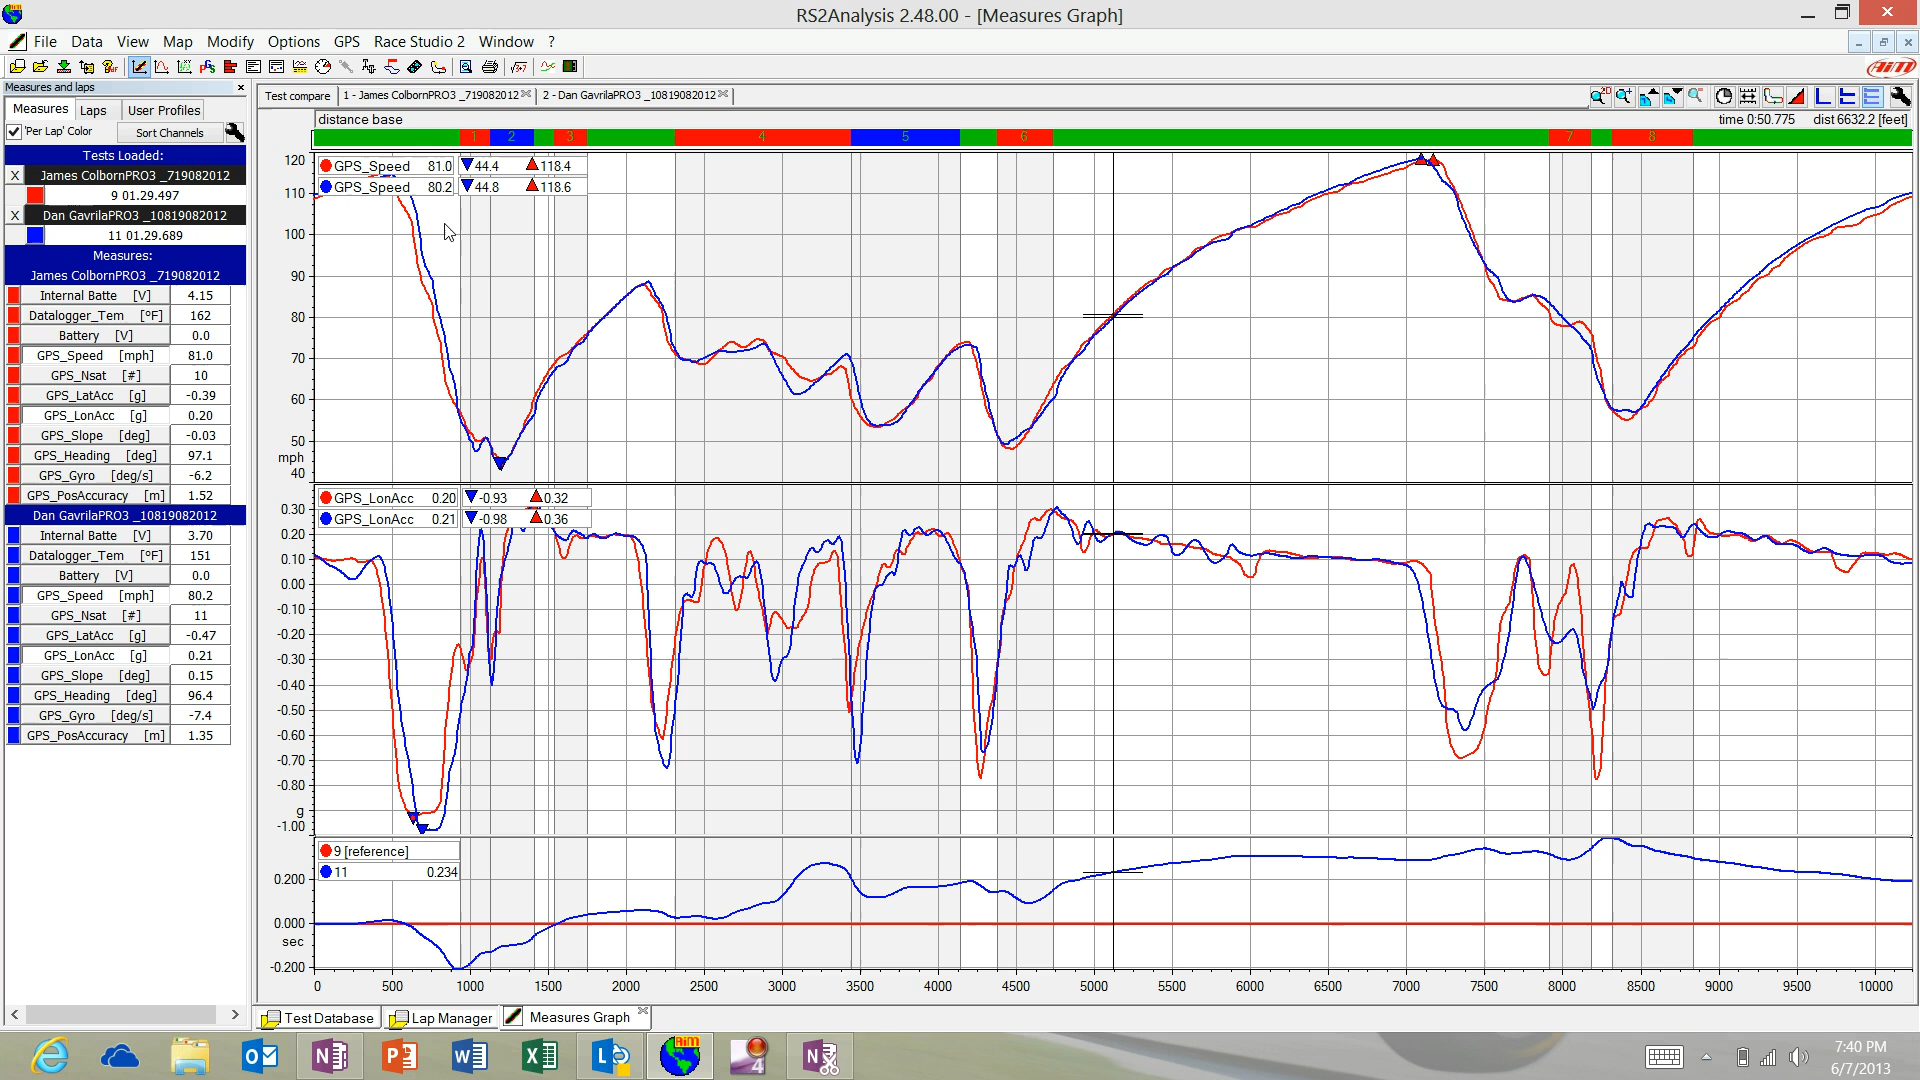 RS2Analysis 2.48.00 - [Measures Graph]
File Data View Map Modify Options GPS Race Studio 2 Window ?
AiM
Measures and laps
Measures Laps User Profiles
'Per Lap' Color Sort Channels
Tests Loaded:
X James ColbornPRO3 _719082012
9 01.29.497
X Dan GavrilaPRO3 _10819082012
11 01.29.689
Measures:
James ColbornPRO3 _719082012
Internal Batte [V] 4.15
Datalogger_Tem [ºF] 162
Battery [V] 0.0
GPS_Speed [mph] 81.0
GPS_Nsat [#] 10
GPS_LatAcc [g] -0.39
GPS_LonAcc [g] 0.20
GPS_Slope [deg] -0.03
GPS_Heading [deg] 97.1
GPS_Gyro [deg/s] -6.2
GPS_PosAccuracy [m] 1.52
Dan GavrilaPRO3 _10819082012
Internal Batte [V] 3.70
Datalogger_Tem [ºF] 151
Battery [V] 0.0
GPS_Speed [mph] 80.2
GPS_Nsat [#] 11
GPS_LatAcc [g] -0.47
GPS_LonAcc [g] 0.21
GPS_Slope [deg] 0.15
GPS_Heading [deg] 96.4
GPS_Gyro [deg/s] -7.4
GPS_PosAccuracy [m] 1.35
Test compare 1 - James ColbornPRO3 _719082012 2 - Dan GavrilaPRO3 _10819082012
distance base time 0:50.775 dist 6632.2 [feet]
1 2 3 4 5 6 7 8
GPS_Speed 81.0 44.4 118.4
GPS_Speed 80.2 44.8 118.6
120
110
100
90
80
70
60
50
mph
40
GPS_LonAcc 0.20 -0.93 0.32
GPS_LonAcc 0.21 -0.98 0.36
0.30
0.20
0.10
0.00
-0.10
-0.20
-0.30
-0.40
-0.50
-0.60
-0.70
-0.80
g
-1.00
9 [reference]
11 0.234
0.200
0.000
sec
-0.200
0 500 1000 1500 2000 2500 3000 3500 4000 4500 5000 5500 6000 6500 7000 7500 8000 8500 9000 9500 10000
Test Database Lap Manager Measures Graph
7:40 PM
6/7/2013